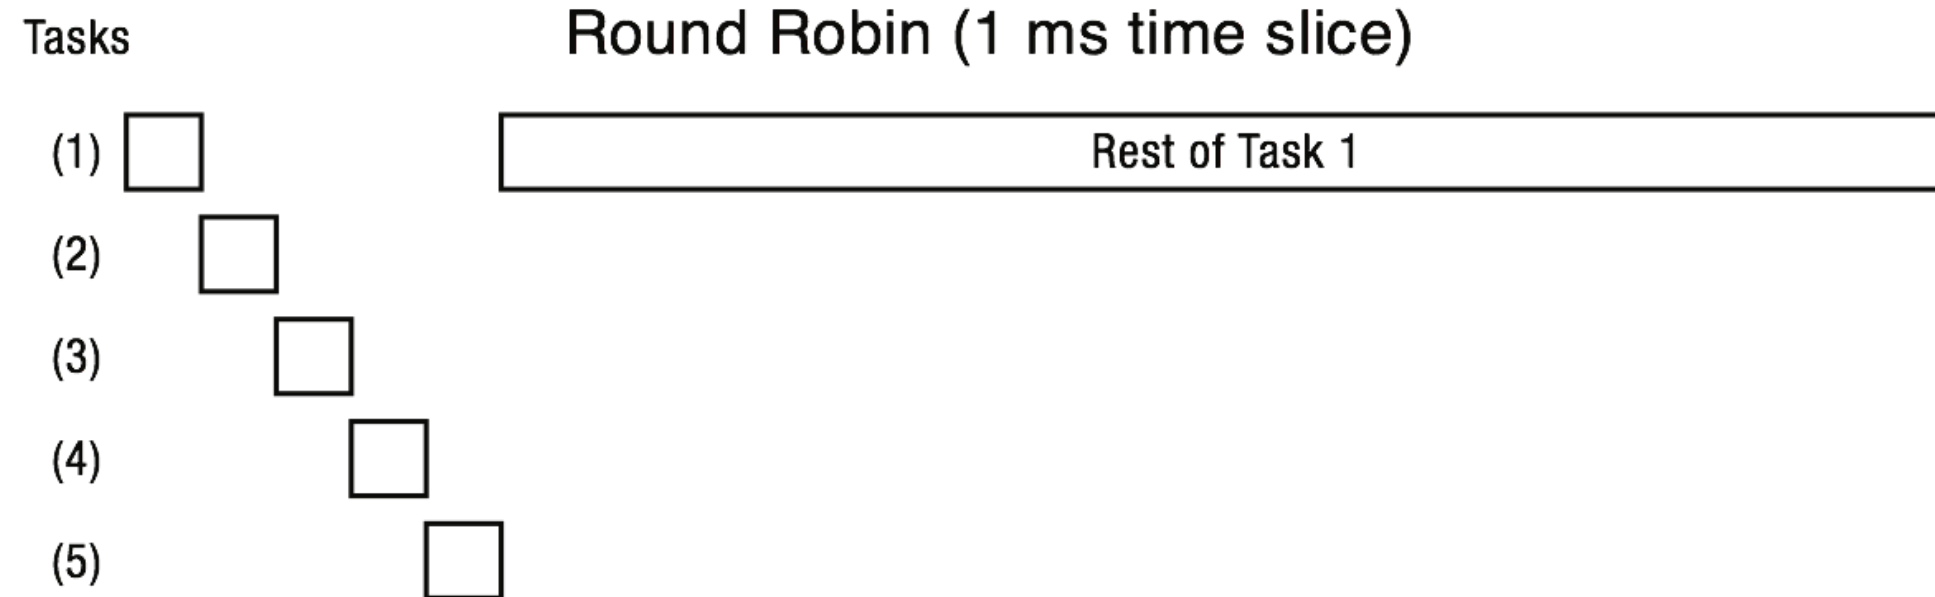 Tasks
Round Robin (1 ms time slice)
(1)
Rest of Task 1
(2)
(3)
(4)
(5)